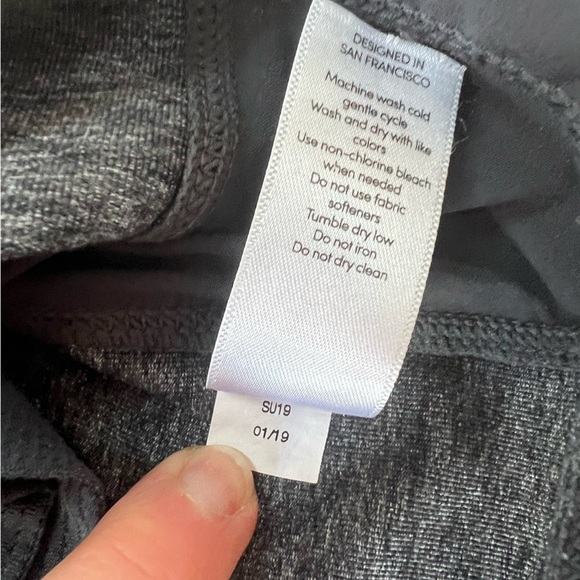 DESIGNED IN
SAN FRANCISCO
Machine wash cold
gentle cycle
Wash and dry with like
colors
Use non-chlorine bleach
when needed
Do not use fabric
softeners
Tumble dry low
Do not iron
Do not dry clean
SU19
01/19